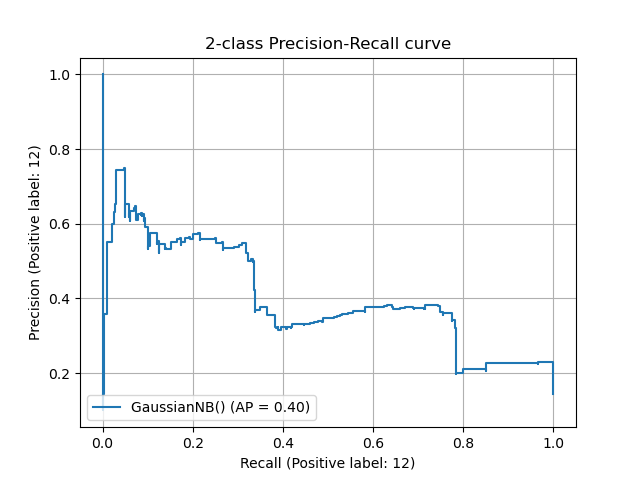 2-class Precision-Recall curve
Precision (Positive label: 12)
1.0
0.8
0.6
0.4
0.2
GaussianNB() (AP = 0.40)
0.0 0.2 0.4 0.6 0.8 1.0
Recall (Positive label: 12)